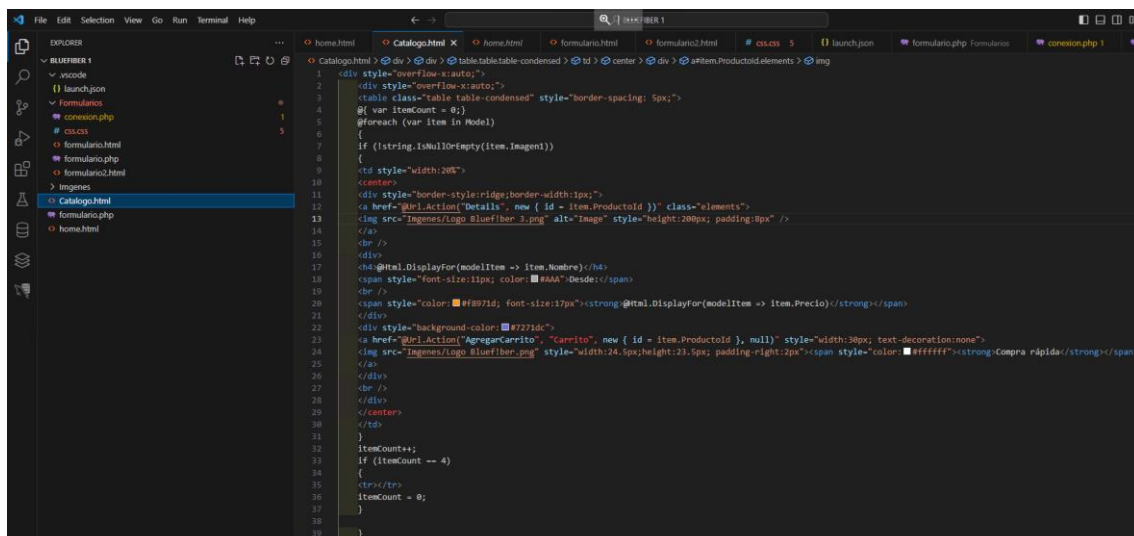 File Edit Selection View Go Run Terminal Help
FIBER 1
EXPLORER
BLUEFIBER 1
.vscode
{} launch.json
Formularios
conexion.php 1
# css.css 5
formulario.html
formulario.php
formulario2.html
Imgenes
Catalogo.html
formulario.php
home.html
home.html Catalogo.html home.html formulario.html formulario2.html # css.css 5 {} launch.json formulario.php Formularios conexion.php 1
Catalogo.html > div > div > table.table.table-condensed > td > center > div > a#item.ProductoId.elements > img
1 <div style="overflow-x:auto;">
2 <div style="overflow-x:auto;">
3 <table class="table table-condensed" style="border-spacing: 5px;">
4 @{ var itemCount = 0;}
5 @foreach (var item in Model)
6 {
7 if (!string.IsNullOrEmpty(item.Imagen1))
8 {
9 <td style="width:20%">
10 <center>
11 <div style="border-style:ridge;border-width:1px;">
12 <a href="@Url.Action("Details", new { id = item.ProductoId })" class="elements">
13 <img src="Imgenes/Logo Bluef!ber 3.png" alt="Image" style="height:200px; padding:8px" />
14 </a>
15 <br />
16 <div>
17 <h4>@Html.DisplayFor(modelItem => item.Nombre)</h4>
18 <span style="font-size:11px; color: #AAA">Desde:</span>
19 <br />
20 <span style="color: #f8971d; font-size:17px"><strong>@Html.DisplayFor(modelItem => item.Precio)</strong></span>
21 </div>
22 <div style="background-color: #7271dc">
23 <a href="@Url.Action("AgregarCarrito", "Carrito", new { id = item.ProductoId }, null)" style="width:30px; text-decoration:none">
24 <img src="Imgenes/Logo Bluef!ber.png" style="width:24.5px;height:23.5px; padding-right:2px"><span style="color: #ffffff"><strong>Compra rápida</strong></span
25 </a>
26 </div>
27 <br />
28 </div>
29 </center>
30 </td>
31 }
32 itemCount++;
33 if (itemCount == 4)
34 {
35 <tr></tr>
36 itemCount = 0;
37 }
38
39 }